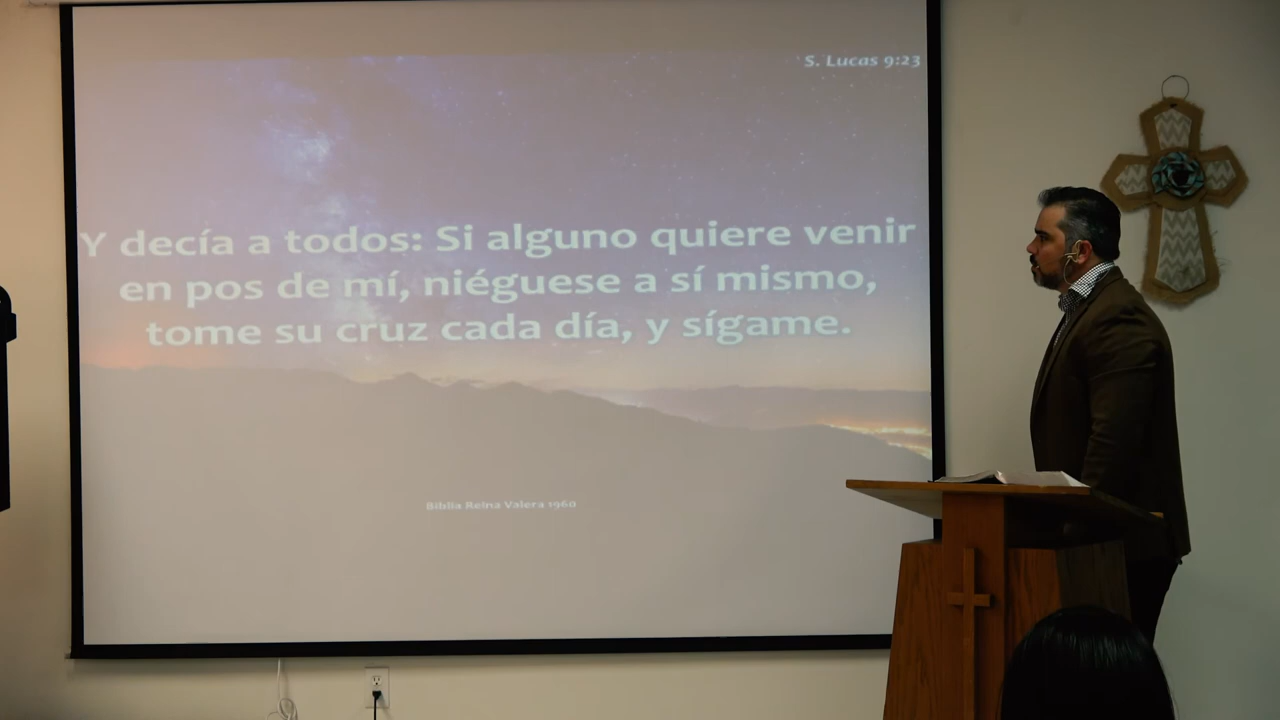 S. Lucas 9:23
Y decía a todos: Si alguno quiere venir
en pos de mí, niéguese a sí mismo,
tome su cruz cada día, y sígame.
Biblia Reina Valera 1960